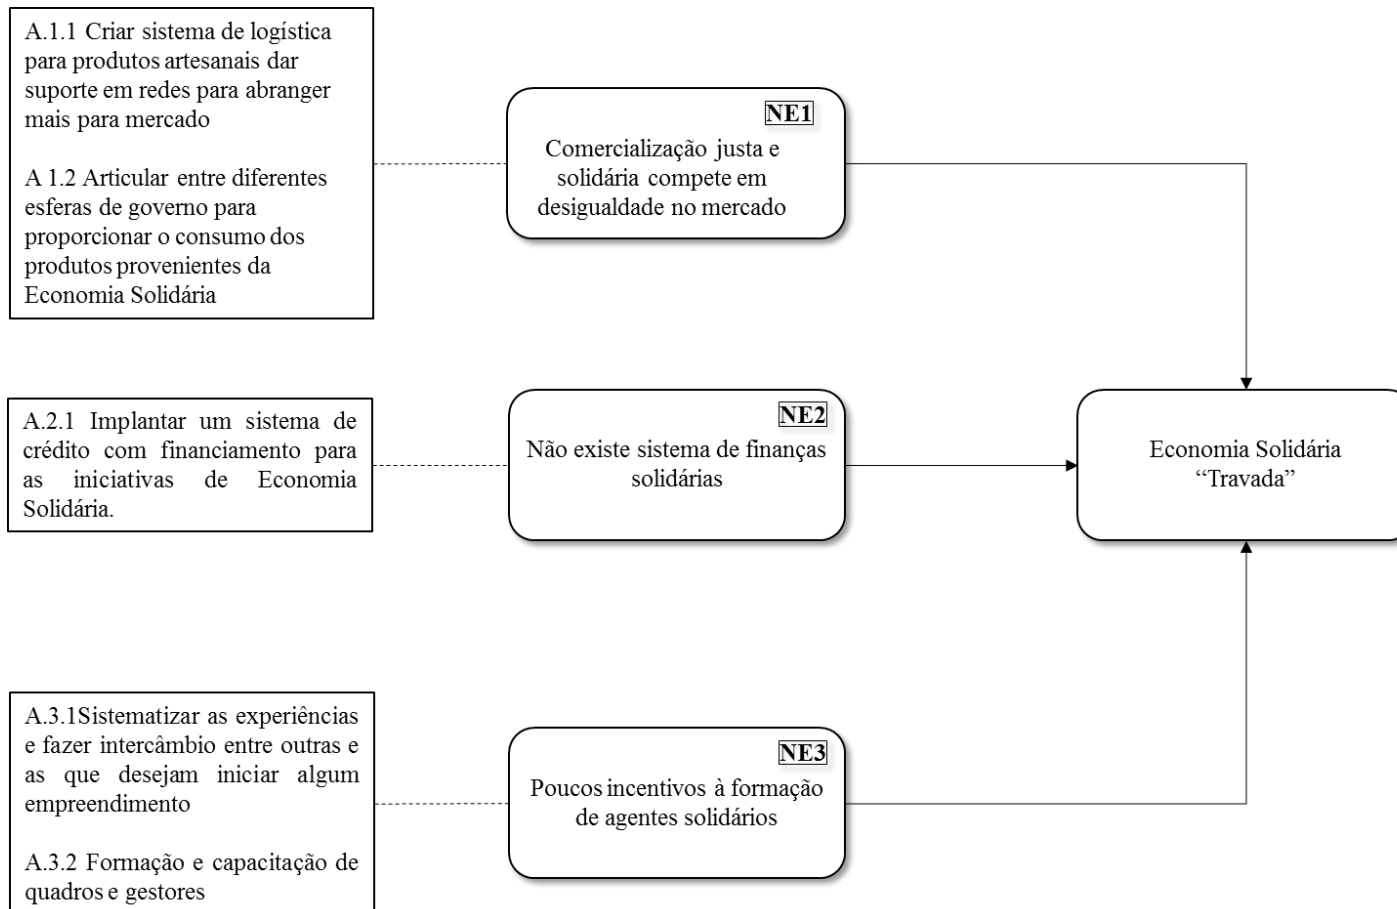 A.1.1 Criar sistema de logística
para produtos artesanais dar
suporte em redes para abranger
mais para mercado
A 1.2 Articular entre diferentes
esferas de governo para
proporcionar o consumo dos
produtos provenientes da
Economia Solidária
NE1
Comercialização justa e
solidária compete em
desigualdade no mercado
A.2.1 Implantar um sistema de
crédito com financiamento para
as iniciativas de Economia
Solidária.
NE2
Não existe sistema de finanças
solidárias
Economia Solidária
“Travada”
A.3.1Sistematizar as experiências
e fazer intercâmbio entre outras e
as que desejam iniciar algum
empreendimento
A.3.2 Formação e capacitação de
quadros e gestores
NE3
Poucos incentivos à formação
de agentes solidários